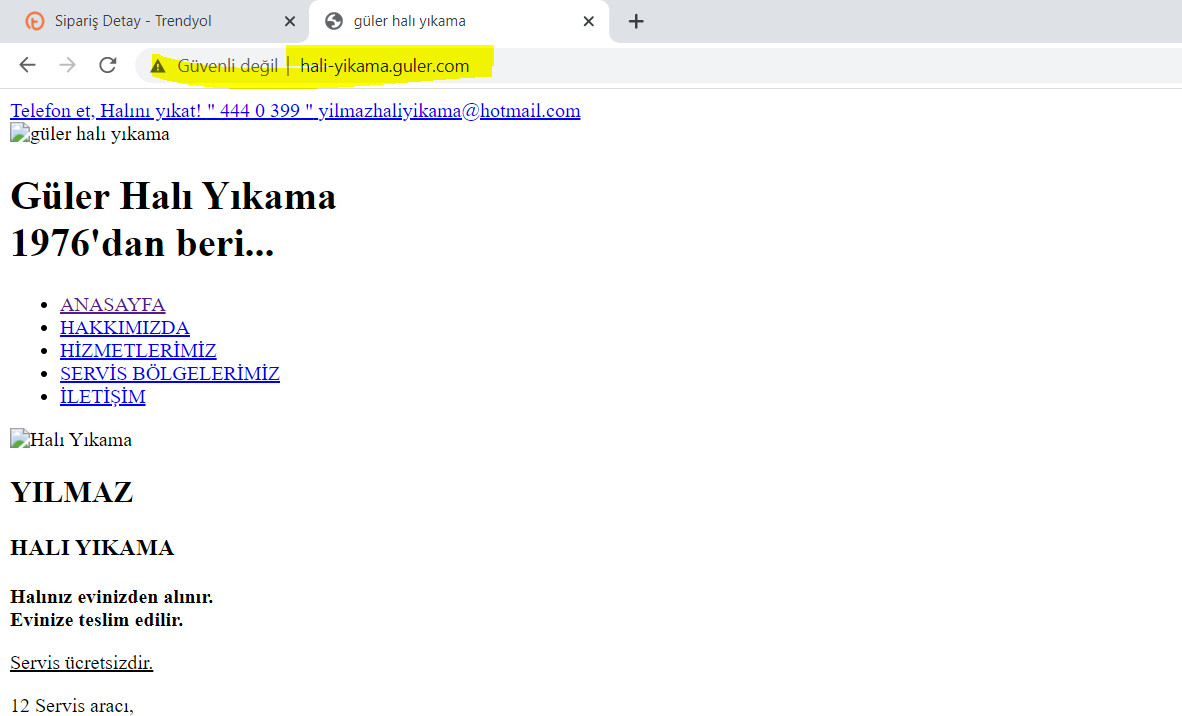 Sipariş Detay - Trendyol
güler halı yıkama
Güvenli değil | hali-yikama.guler.com
Telefon et, Halını yıkat! " 444 0 399 " yilmazhaliyikama@hotmail.com
güler halı yıkama
Güler Halı Yıkama
1976'dan beri...
ANASAYFA
HAKKIMIZDA
HİZMETLERİMİZ
SERVİS BÖLGELERİMİZ
İLETİŞİM
Halı Yıkama
YILMAZ
HALI YIKAMA
Halınız evinizden alınır.
Evinize teslim edilir.
Servis ücretsizdir.
12 Servis aracı,